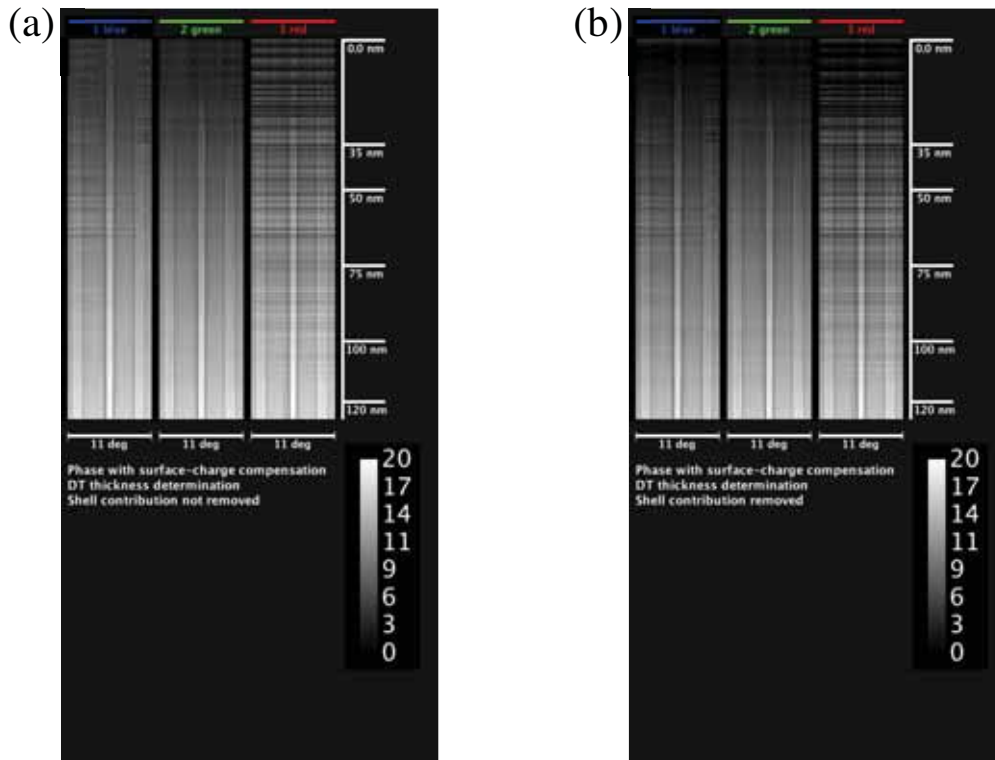 (a)
1 blue 2 green 3 red
0.0 nm
35 nm
50 nm
75 nm
100 nm
120 nm
11 deg 11 deg 11 deg
Phase with surface-charge compensation
DT thickness determination
Shell contribution not removed
20
17
14
11
9
6
3
0
(b)
1 blue 2 green 3 red
0.0 nm
35 nm
50 nm
75 nm
100 nm
120 nm
11 deg 11 deg 11 deg
Phase with surface-charge compensation
DT thickness determination
Shell contribution removed
20
17
14
11
9
6
3
0